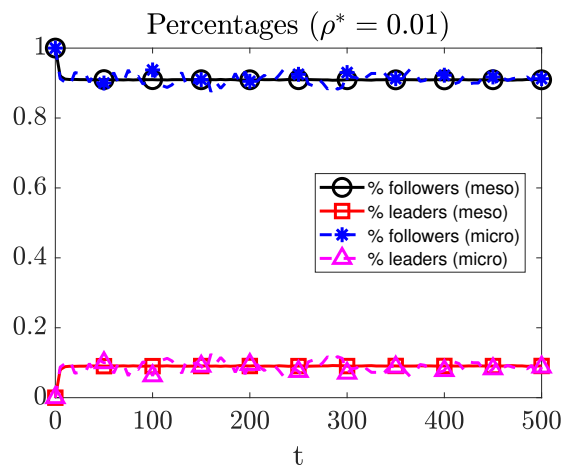 Percentages (ρ* = 0.01)
1
0.8
0.6
0.4
0.2
0
% followers (meso)
% leaders (meso)
% followers (micro)
% leaders (micro)
0 100 200 300 400 500
t